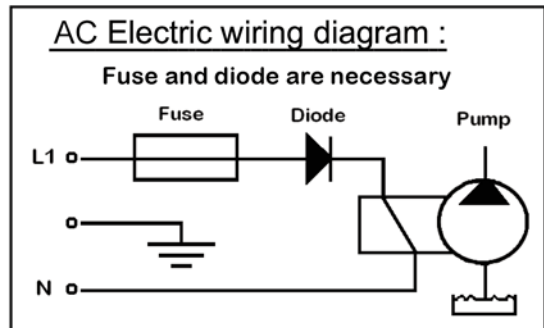 AC Electric wiring diagram :
Fuse and diode are necessary
Fuse
Diode
Pump
L1
N